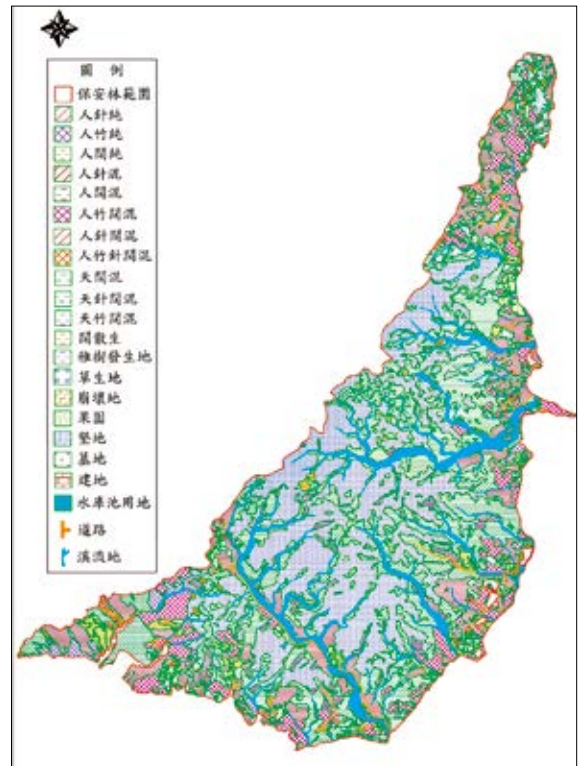 圖 例
保安林範圍
人針純
人竹純
人闊純
人針混
人闊混
人竹闊混
人針闊混
人竹針闊混
天闊混
天針闊混
天竹闊混
闊散生
稚樹發生地
草生地
崩壞地
果園
墾地
墓地
建地
水庫池用地
道路
溪流地